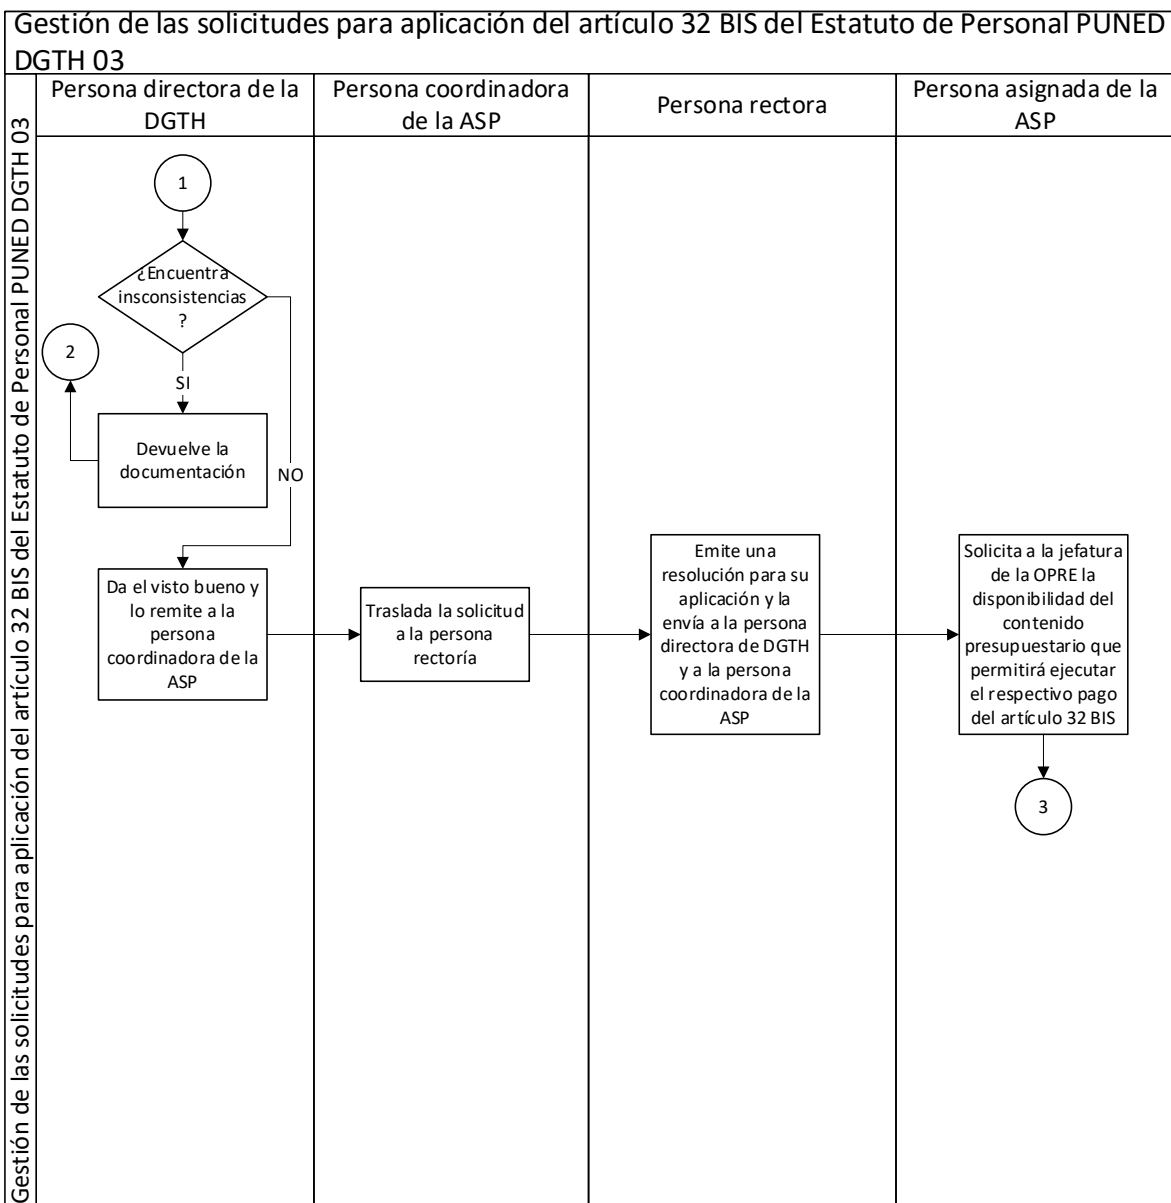 Gestión de las solicitudes para aplicación del artículo 32 BIS del Estatuto de Personal PUNED
DGTH 03
Gestión de las solicitudes para aplicación del artículo 32 BIS del Estatuto de Personal PUNED DGTH 03
Persona directora de la
DGTH
Persona coordinadora
de la ASP
Persona rectora
Persona asignada de la
ASP
1
¿Encuentra
insconsistencias
?
2
SI
Devuelve la
documentación
NO
Da el visto bueno y
lo remite a la
persona
coordinadora de la
ASP
Traslada la solicitud
a la persona
rectoría
Emite una
resolución para su
aplicación y la
envía a la persona
directora de DGTH
y a la persona
coordinadora de la
ASP
Solicita a la jefatura
de la OPRE la
disponibilidad del
contenido
presupuestario que
permitirá ejecutar
el respectivo pago
del artículo 32 BIS
3